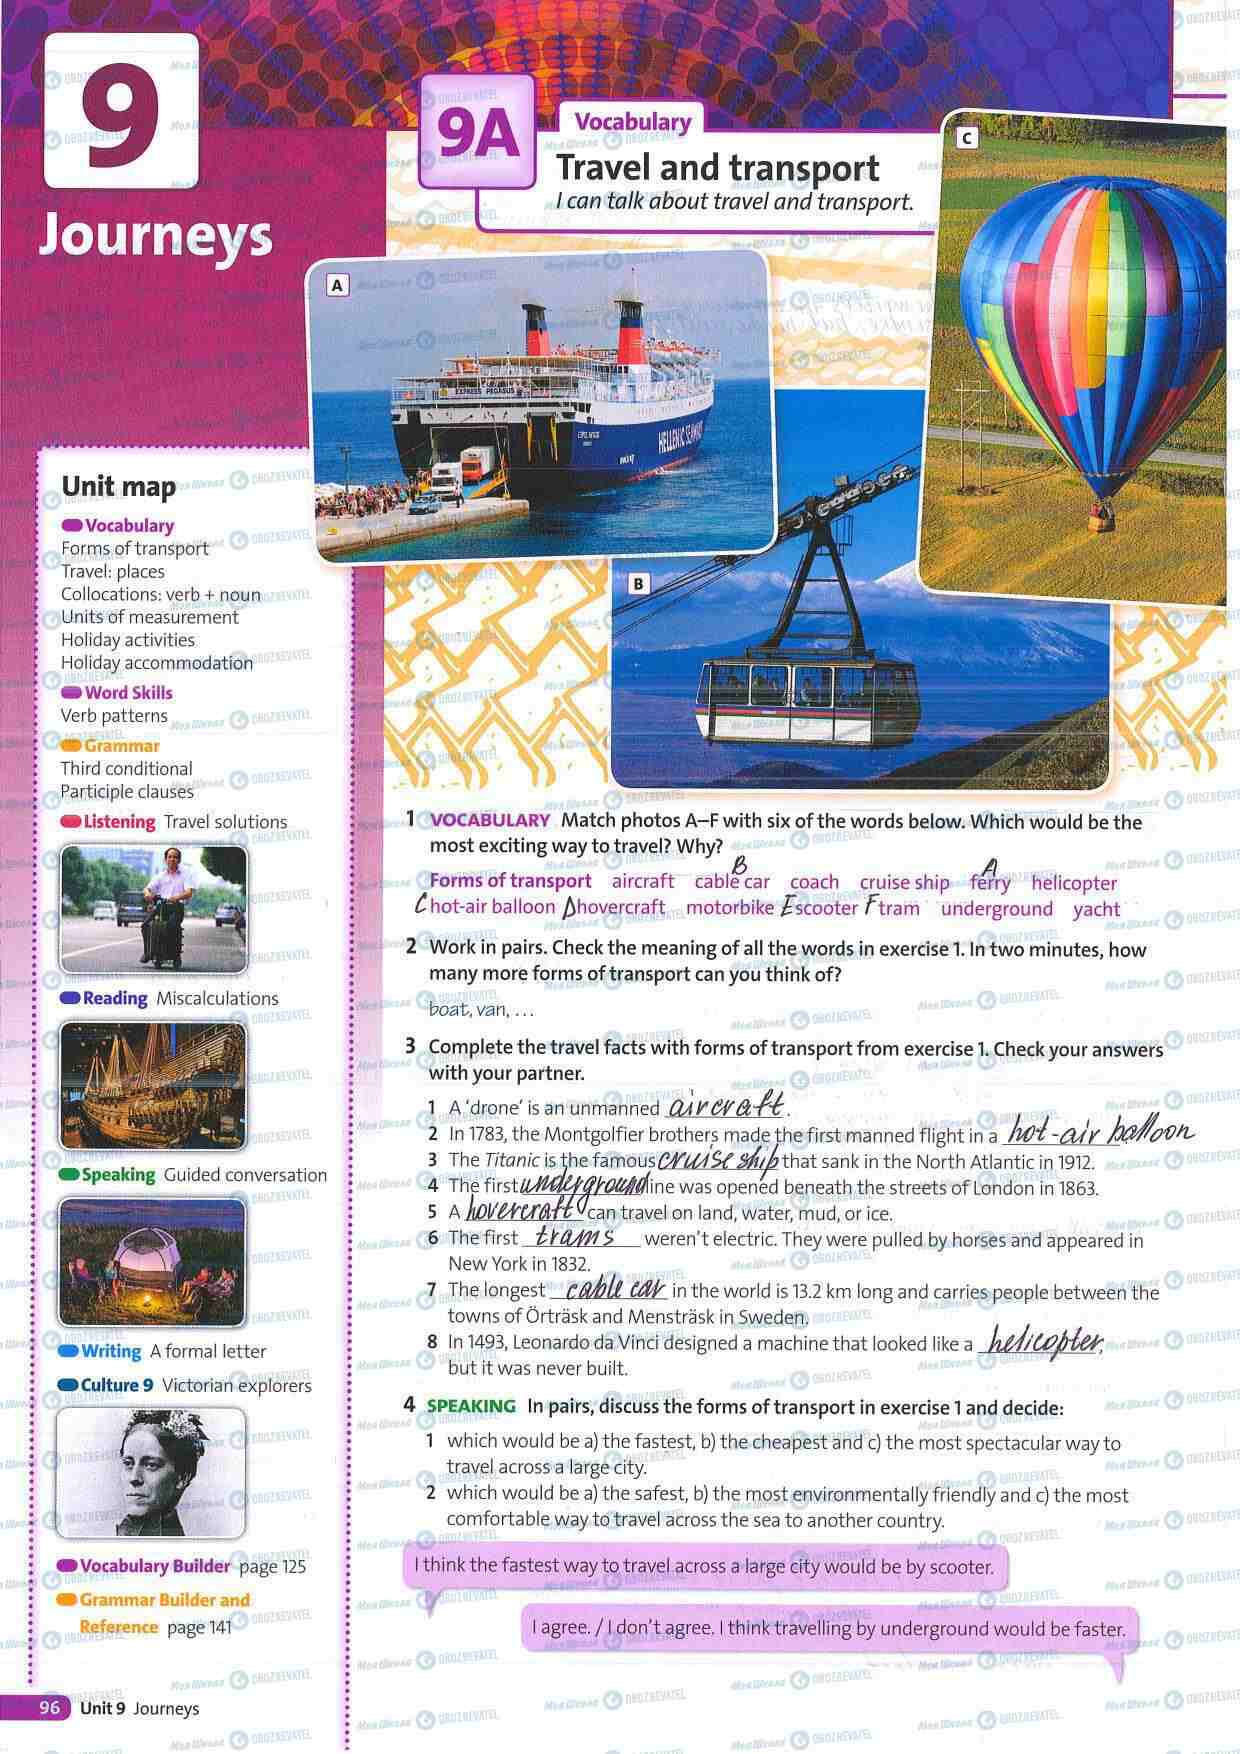 9
Journeys
9A
Vocabulary
Travel and transport
I can talk about travel and transport.
A
EXPRESS PEGASUS
B
C
Unit map
Vocabulary
Forms of transport
Travel: places
Collocations: verb + noun
Units of measurement
Holiday activities
Holiday accommodation
Word Skills
Verb patterns
Grammar
Third conditional
Participle clauses
Listening Travel solutions
Reading Miscalculations
Speaking Guided conversation
Writing A formal letter
Culture 9 Victorian explorers
Vocabulary Builder page 125
Grammar Builder and
Reference page 141
1 VOCABULARY Match photos A–F with six of the words below. Which would be the
most exciting way to travel? Why?
B A
Forms of transport aircraft cable car coach cruise ship ferry helicopter
C hot-air balloon D hovercraft motorbike E scooter F tram underground yacht
2 Work in pairs. Check the meaning of all the words in exercise 1. In two minutes, how
many more forms of transport can you think of?
boat, van, …
3 Complete the travel facts with forms of transport from exercise 1. Check your answers
with your partner.
1 A ‘drone’ is an unmanned aircraft.
2 In 1783, the Montgolfier brothers made the first manned flight in a hot-air balloon
3 The Titanic is the famous cruise ship that sank in the North Atlantic in 1912.
4 The first underground line was opened beneath the streets of London in 1863.
5 A hovercraft can travel on land, water, mud, or ice.
6 The first trams weren’t electric. They were pulled by horses and appeared in
New York in 1832.
7 The longest cable car in the world is 13.2 km long and carries people between the
towns of Örträsk and Mensträsk in Sweden.
8 In 1493, Leonardo da Vinci designed a machine that looked like a helicopter,
but it was never built.
4 SPEAKING In pairs, discuss the forms of transport in exercise 1 and decide:
1 which would be a) the fastest, b) the cheapest and c) the most spectacular way to
travel across a large city.
2 which would be a) the safest, b) the most environmentally friendly and c) the most
comfortable way to travel across the sea to another country.
I think the fastest way to travel across a large city would be by scooter.
I agree. / I don’t agree. I think travelling by underground would be faster.
96 Unit 9 Journeys